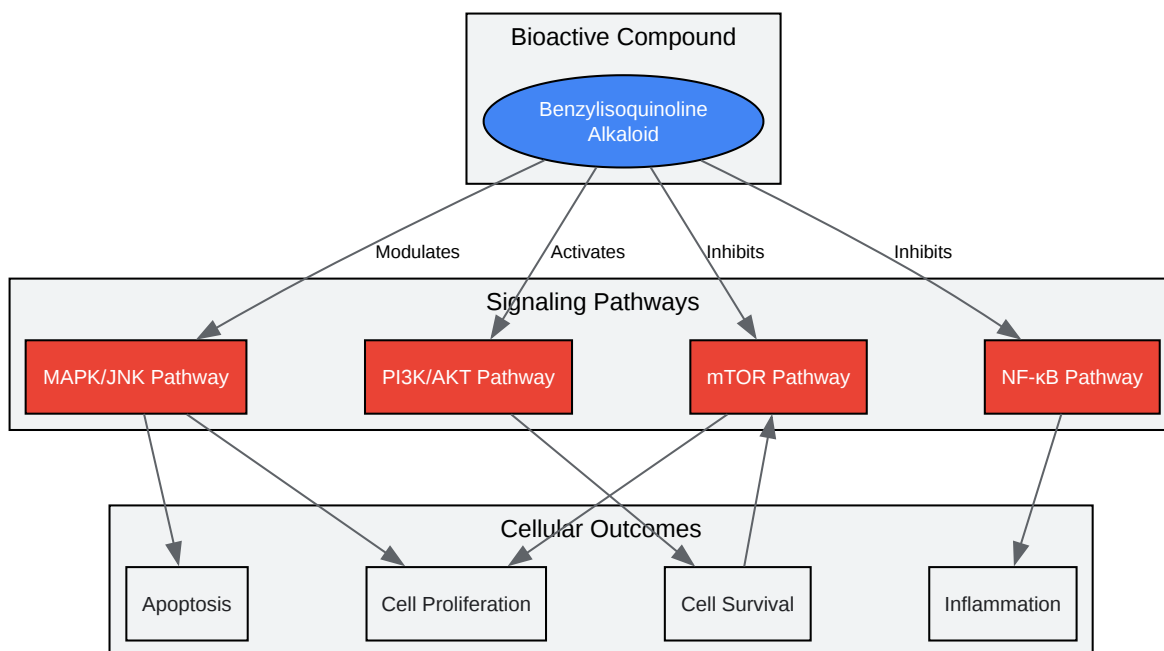 Bioactive Compound
Benzylisoquinoline
Alkaloid
Modulates
Activates
Inhibits
Inhibits
Signaling Pathways
MAPK/JNK Pathway
PI3K/AKT Pathway
mTOR Pathway
NF-κB Pathway
Cellular Outcomes
Apoptosis
Cell Proliferation
Cell Survival
Inflammation